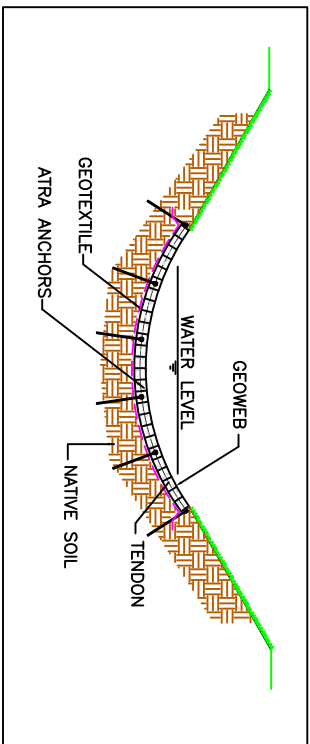 GEOWEB
WATER LEVEL
TENDON
NATIVE SOIL
GEOTEXTILE
ATRA ANCHORS